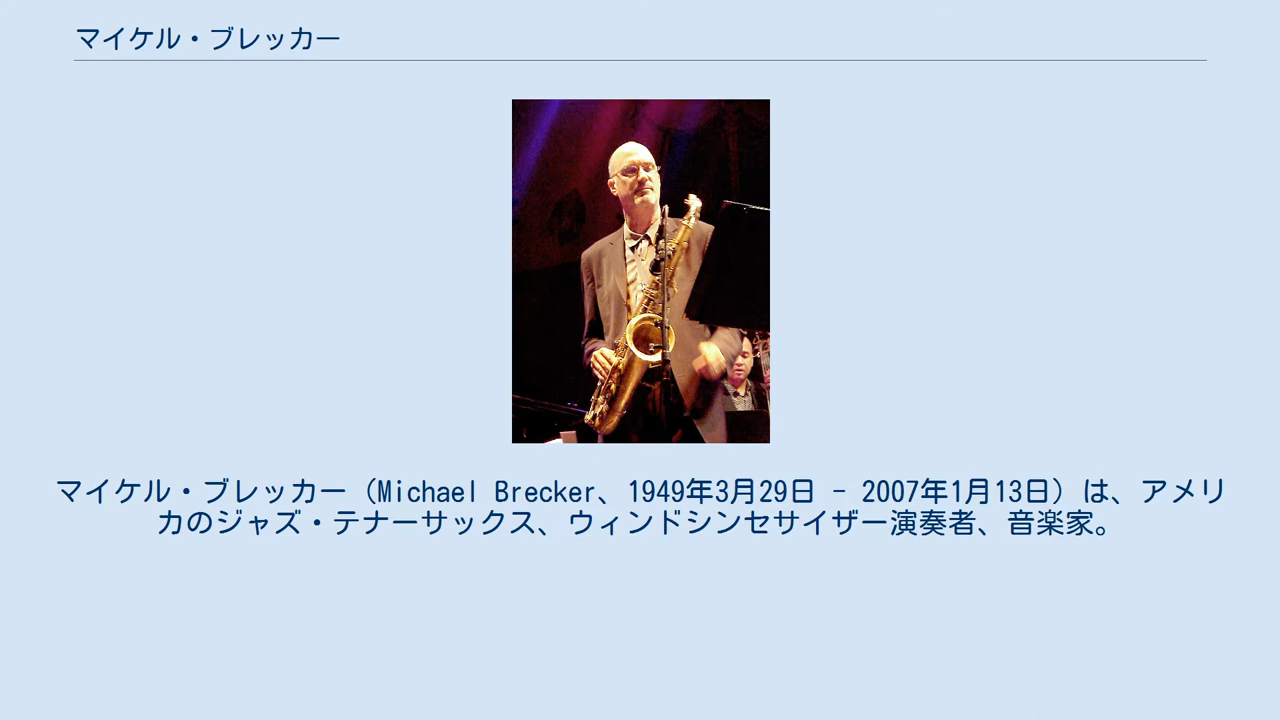 マイケル・ブレッカー
マイケル・ブレッカー（Michael Brecker、1949年3月29日 - 2007年1月13日）は、アメリ
カのジャズ・テナーサックス、ウィンドシンセサイザー演奏者、音楽家。